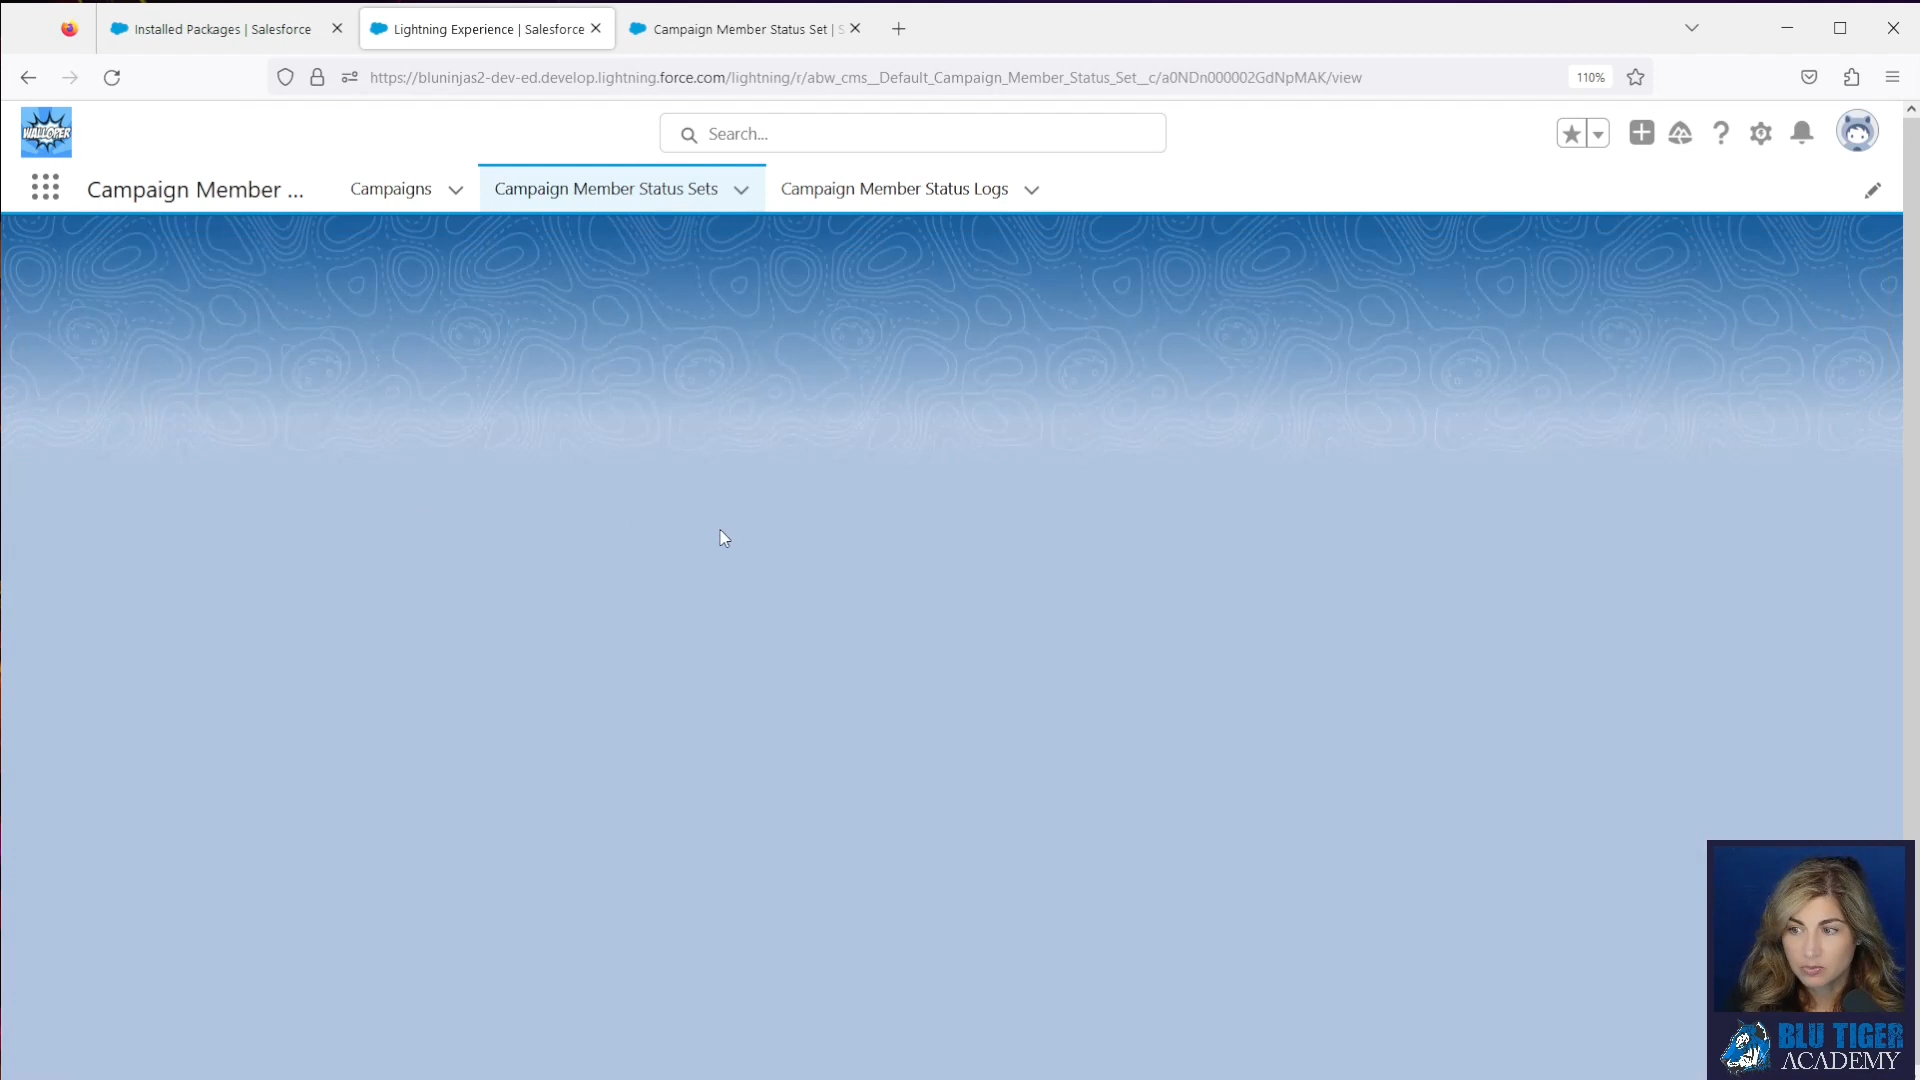 Installed Packages | Salesforce
Lightning Experience | Salesforce
Campaign Member Status Set | S
https://bluninjas2-dev-ed.develop.lightning.force.com/lightning/r/abw_cms__Default_Campaign_Member_Status_Set__c/a0NDn000002GdNpMAK/view
110%
WALLOPER
Search...
Campaign Member ...
Campaigns
Campaign Member Status Sets
Campaign Member Status Logs
BLU TIGER
ACADEMY